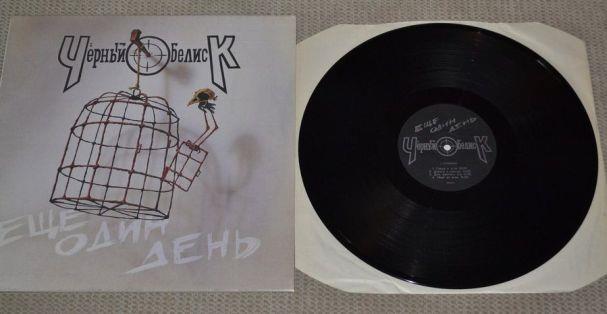 Чёрный Обелиск
ЕЩЕ
ОДИН
ДЕНЬ
ЕЩЕ
ОДИН ДЕНЬ
Чёрный Обелиск